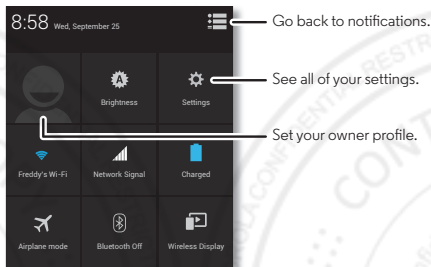 8:58 Wed, September 25
Go back to notifications.
Brightness
Settings
See all of your settings.
Set your owner profile.
Freddy's Wi-Fi
Network Signal
Charged
Airplane mode
Bluetooth Off
Wireless Display